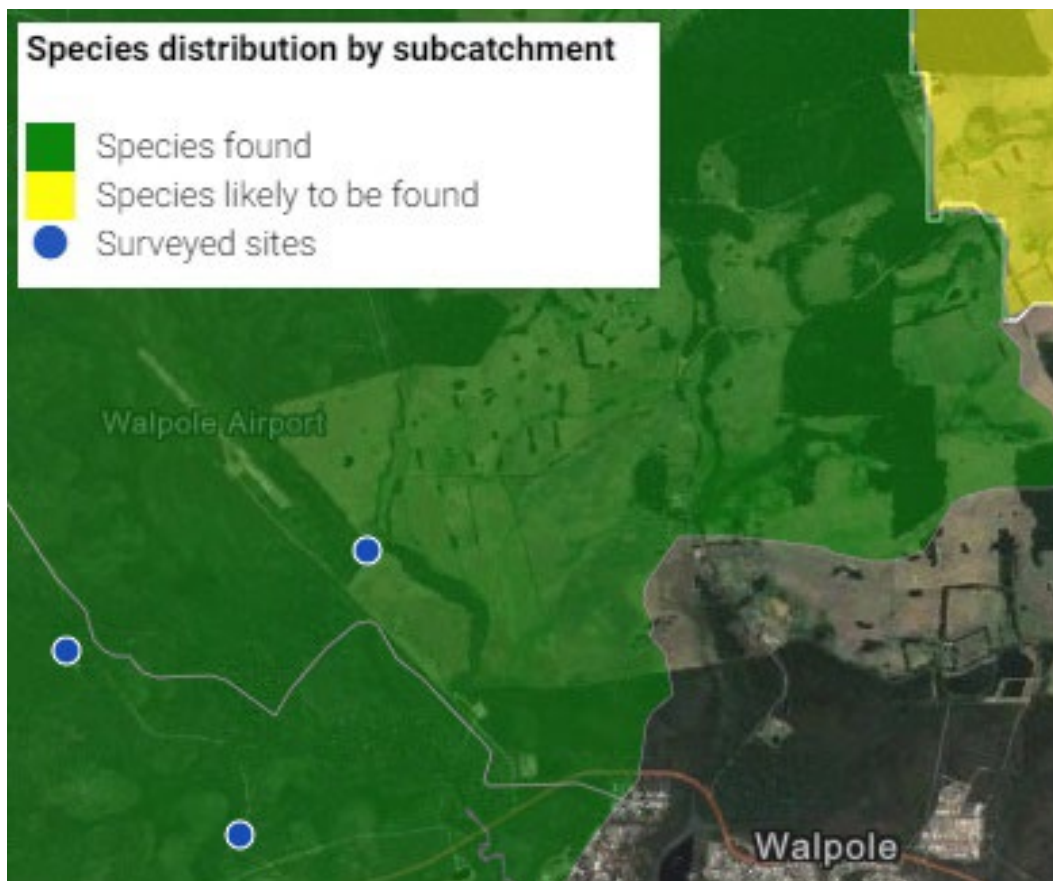 Species distribution by subcatchment
Species found
Species likely to be found
Surveyed sites
Walpole Airport
Walpole